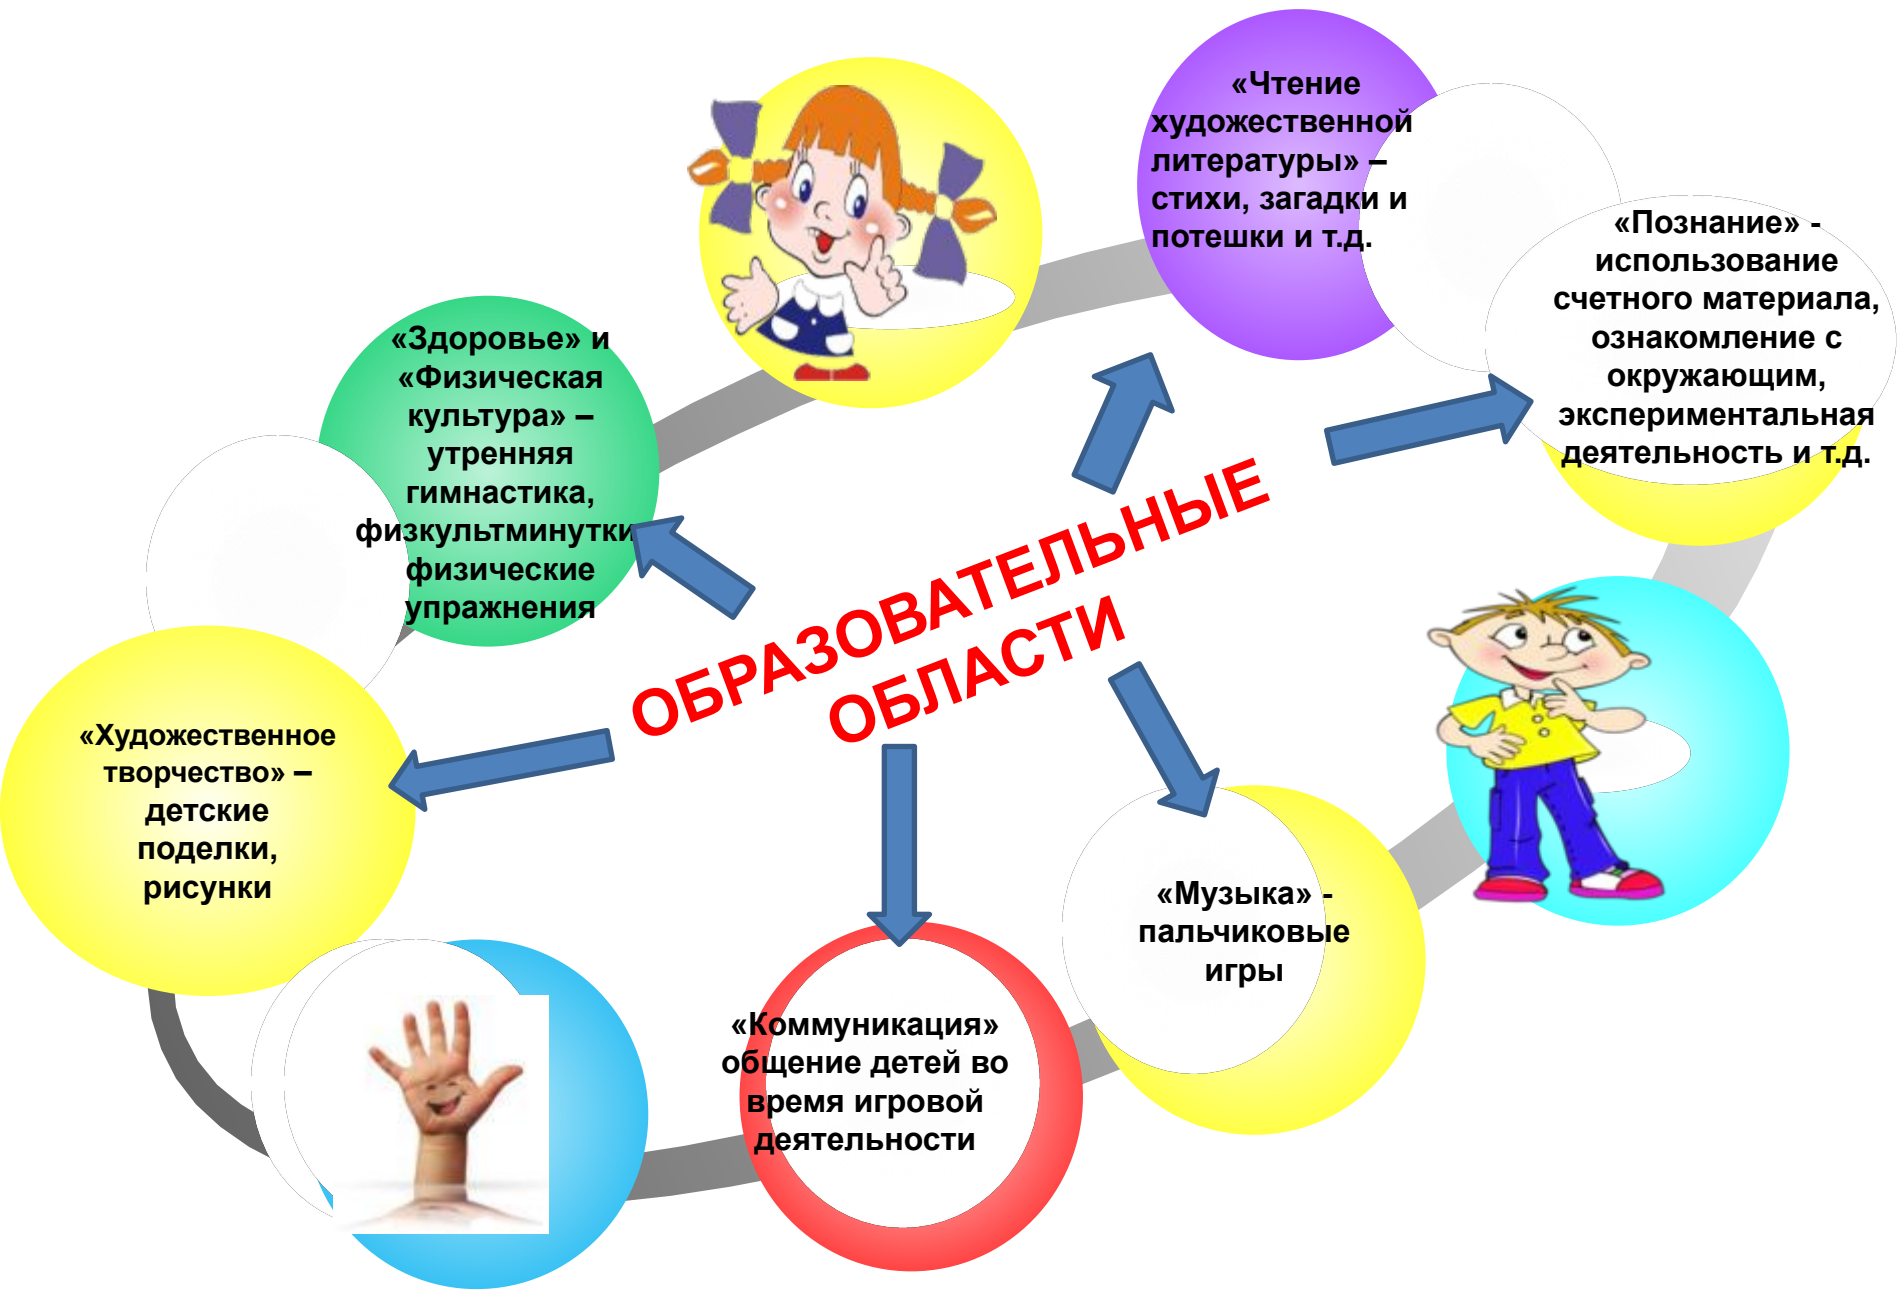 «Чтение
художественной
литературы» –
стихи, загадки и
потешки и т.д.
«Познание» -
использование
счетного материала,
ознакомление с
окружающим,
экспериментальная
деятельность и т.д.
«Здоровье» и
«Физическая
культура» –
утренняя
гимнастика,
физкультминутки
физические
упражнения
ОБРАЗОВАТЕЛЬНЫЕ
ОБЛАСТИ
«Художественное
творчество» –
детские
поделки,
рисунки
«Музыка» -
пальчиковые
игры
«Коммуникация»
общение детей во
время игровой
деятельности